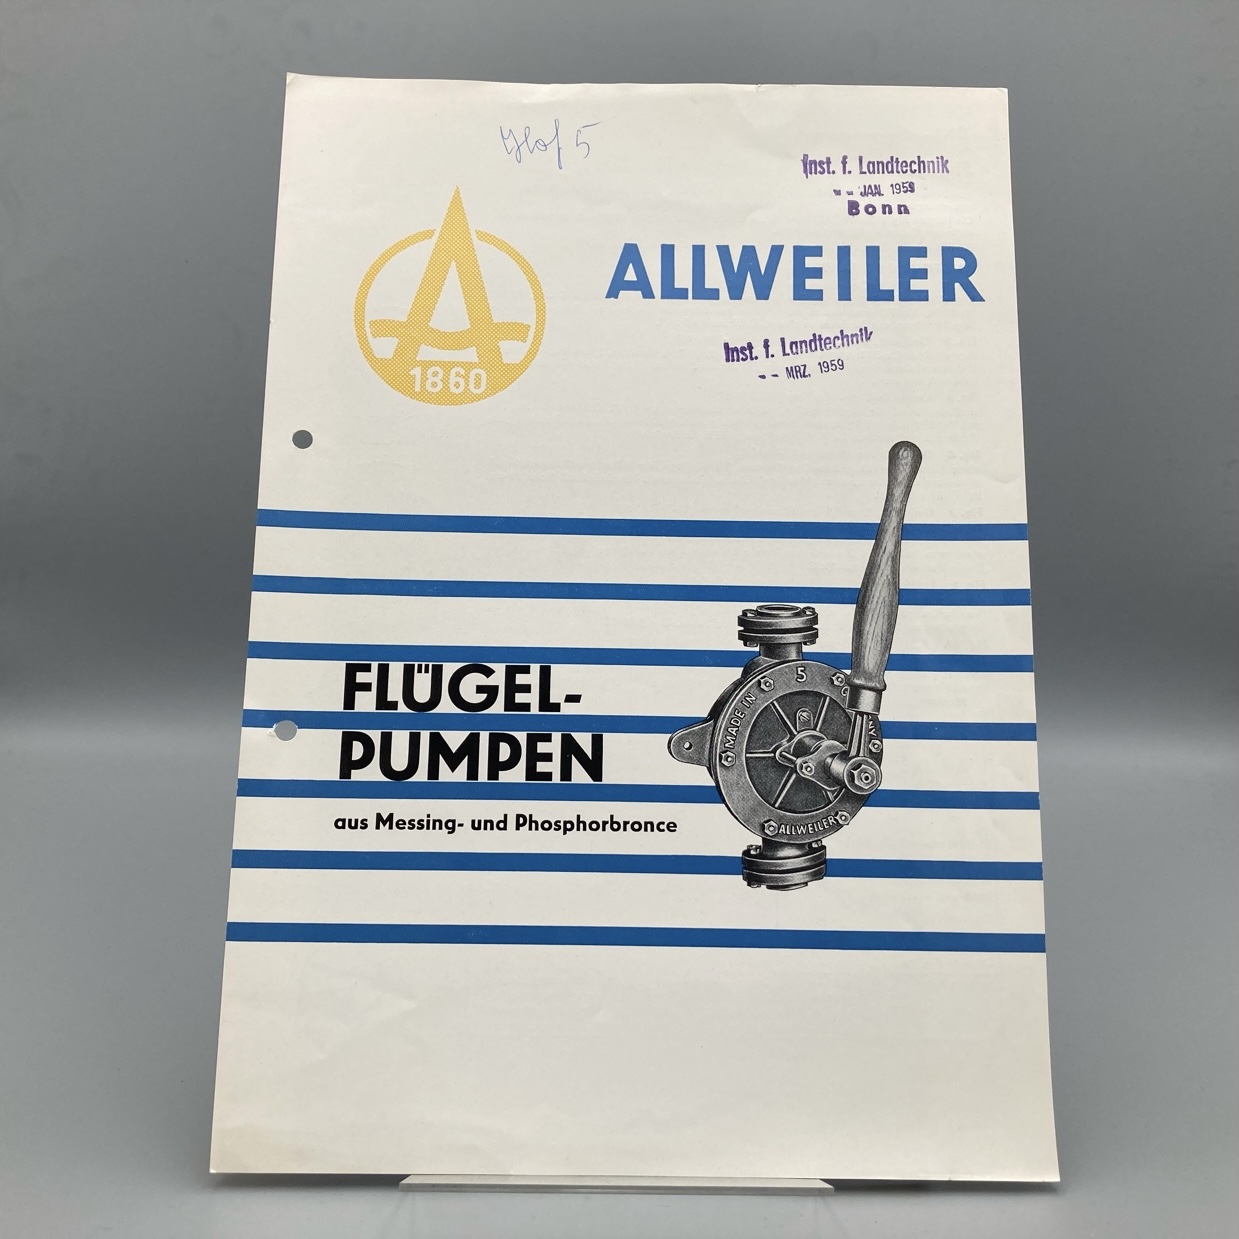 Inst. f. Landtechnik
-- JAN. 1959
Bonn
ALLWEILER
1860
Inst. f. Landtechnik
-- MRZ. 1959
FLÜGEL-
PUMPEN
aus Messing- und Phosphorbronce
5
MADE IN
ALLWEILER